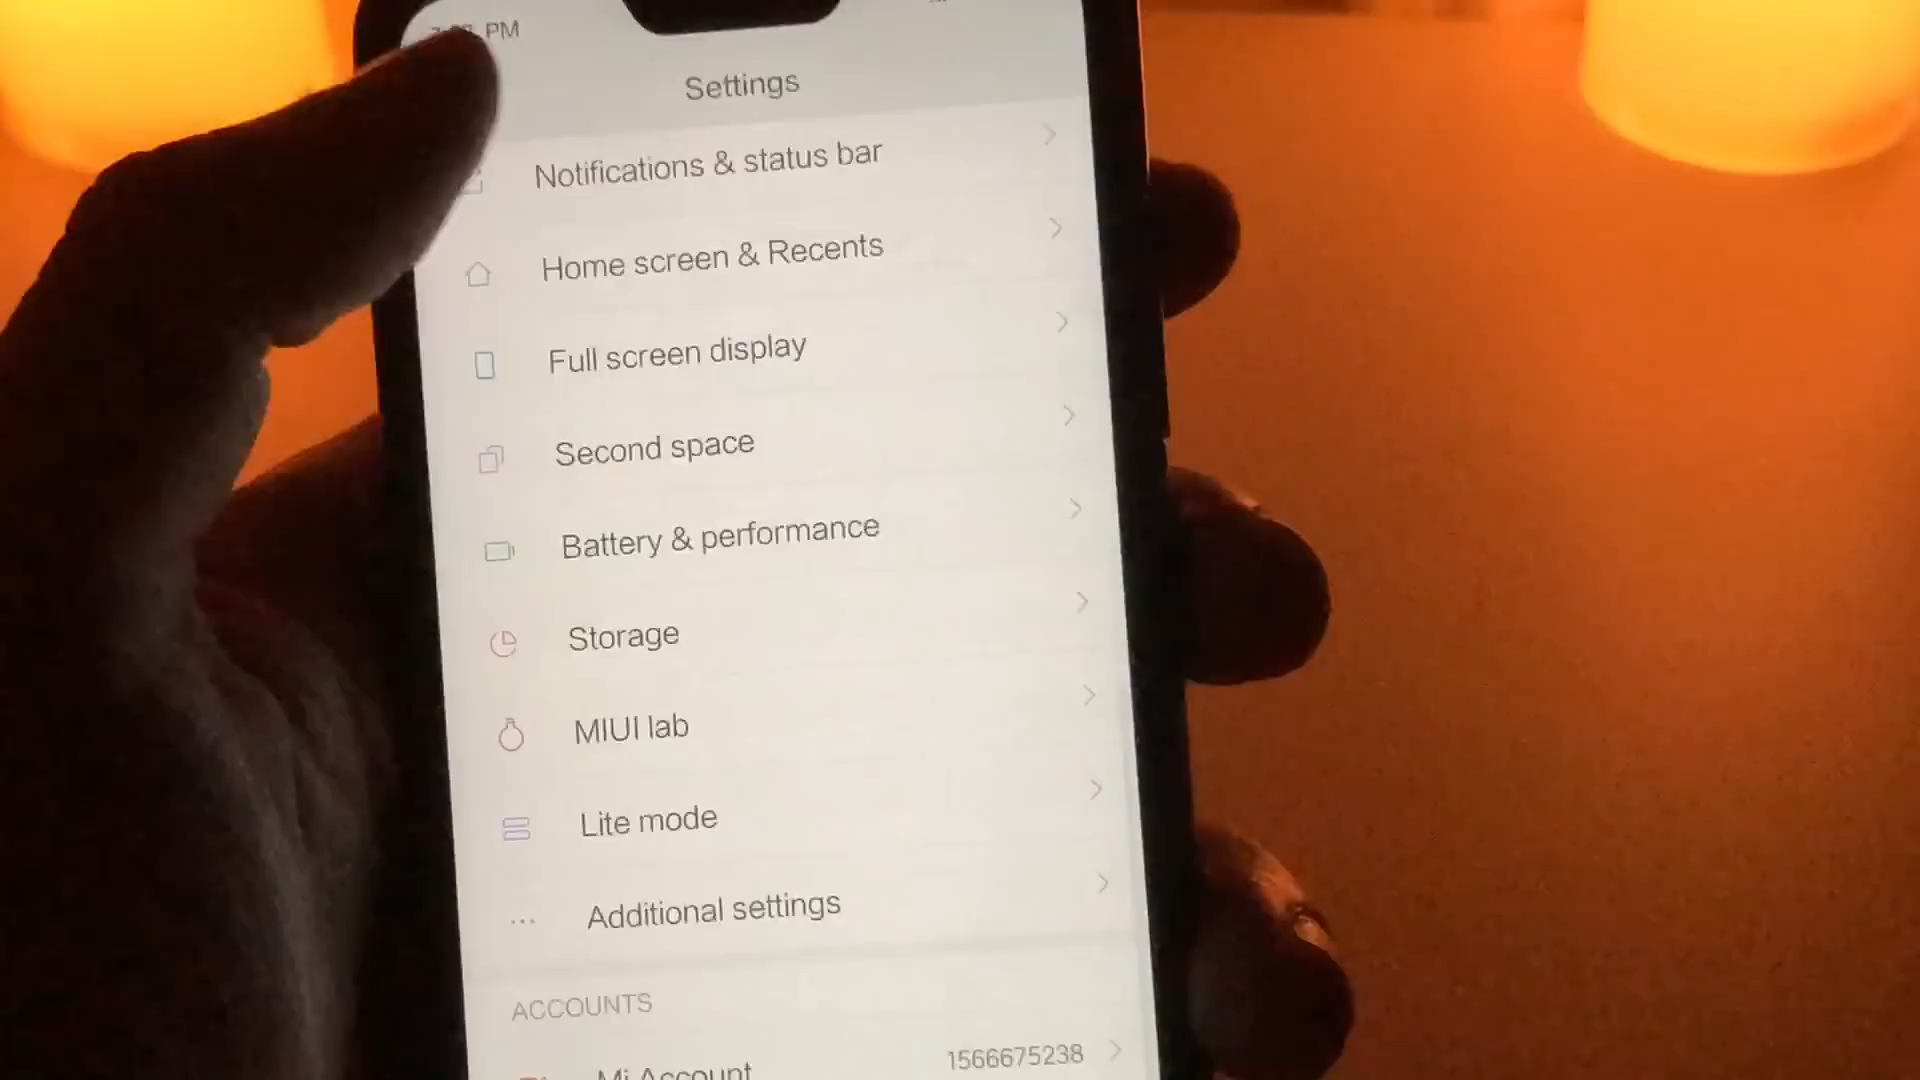 PM
Settings
Notifications & status bar
Home screen & Recents
Full screen display
Second space
Battery & performance
Storage
MIUI lab
Lite mode
Additional settings
ACCOUNTS
Mi Account 1566675238